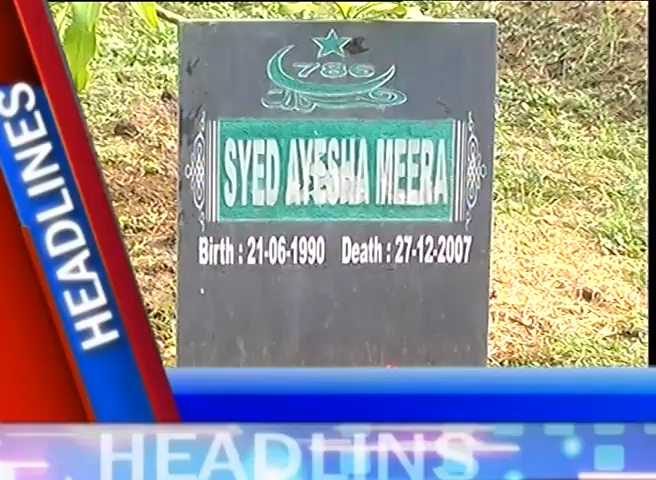 786
SYED AYESHA MEERA
Birth : 21-06-1990 Death : 27-12-2007
HEADLINES
HEADLINS